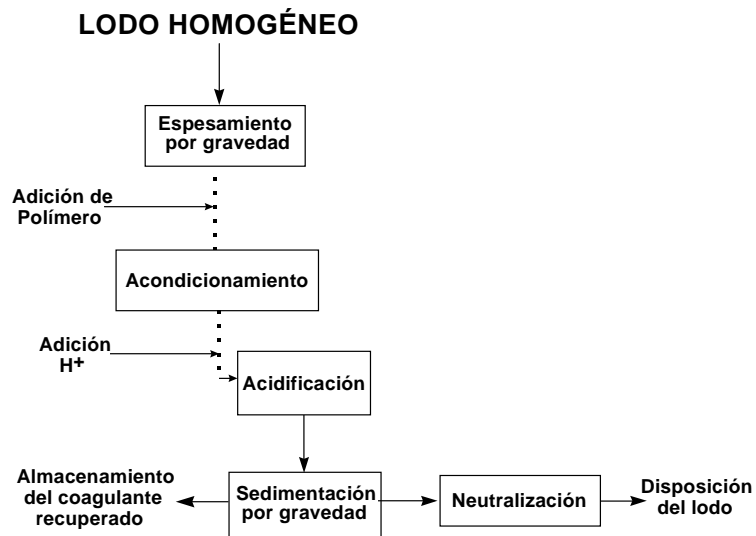 LODO HOMOGÉNEO
Espesamiento
por gravedad
Adición de
Polímero
Acondicionamiento
Adición
H+
Acidificación
Almacenamiento
del coagulante
recuperado
Sedimentación
por gravedad
Neutralización
Disposición
del lodo